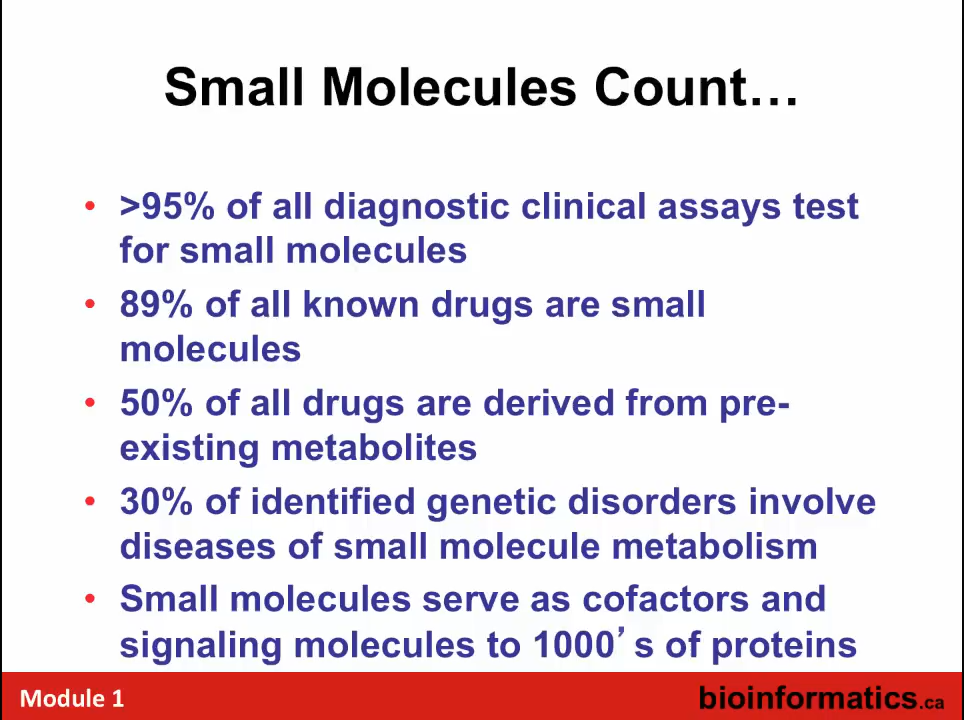 Small Molecules Count…
• >95% of all diagnostic clinical assays test
for small molecules
• 89% of all known drugs are small
molecules
• 50% of all drugs are derived from pre-
existing metabolites
• 30% of identified genetic disorders involve
diseases of small molecule metabolism
• Small molecules serve as cofactors and
signaling molecules to 1000’s of proteins
Module 1
bioinformatics.ca